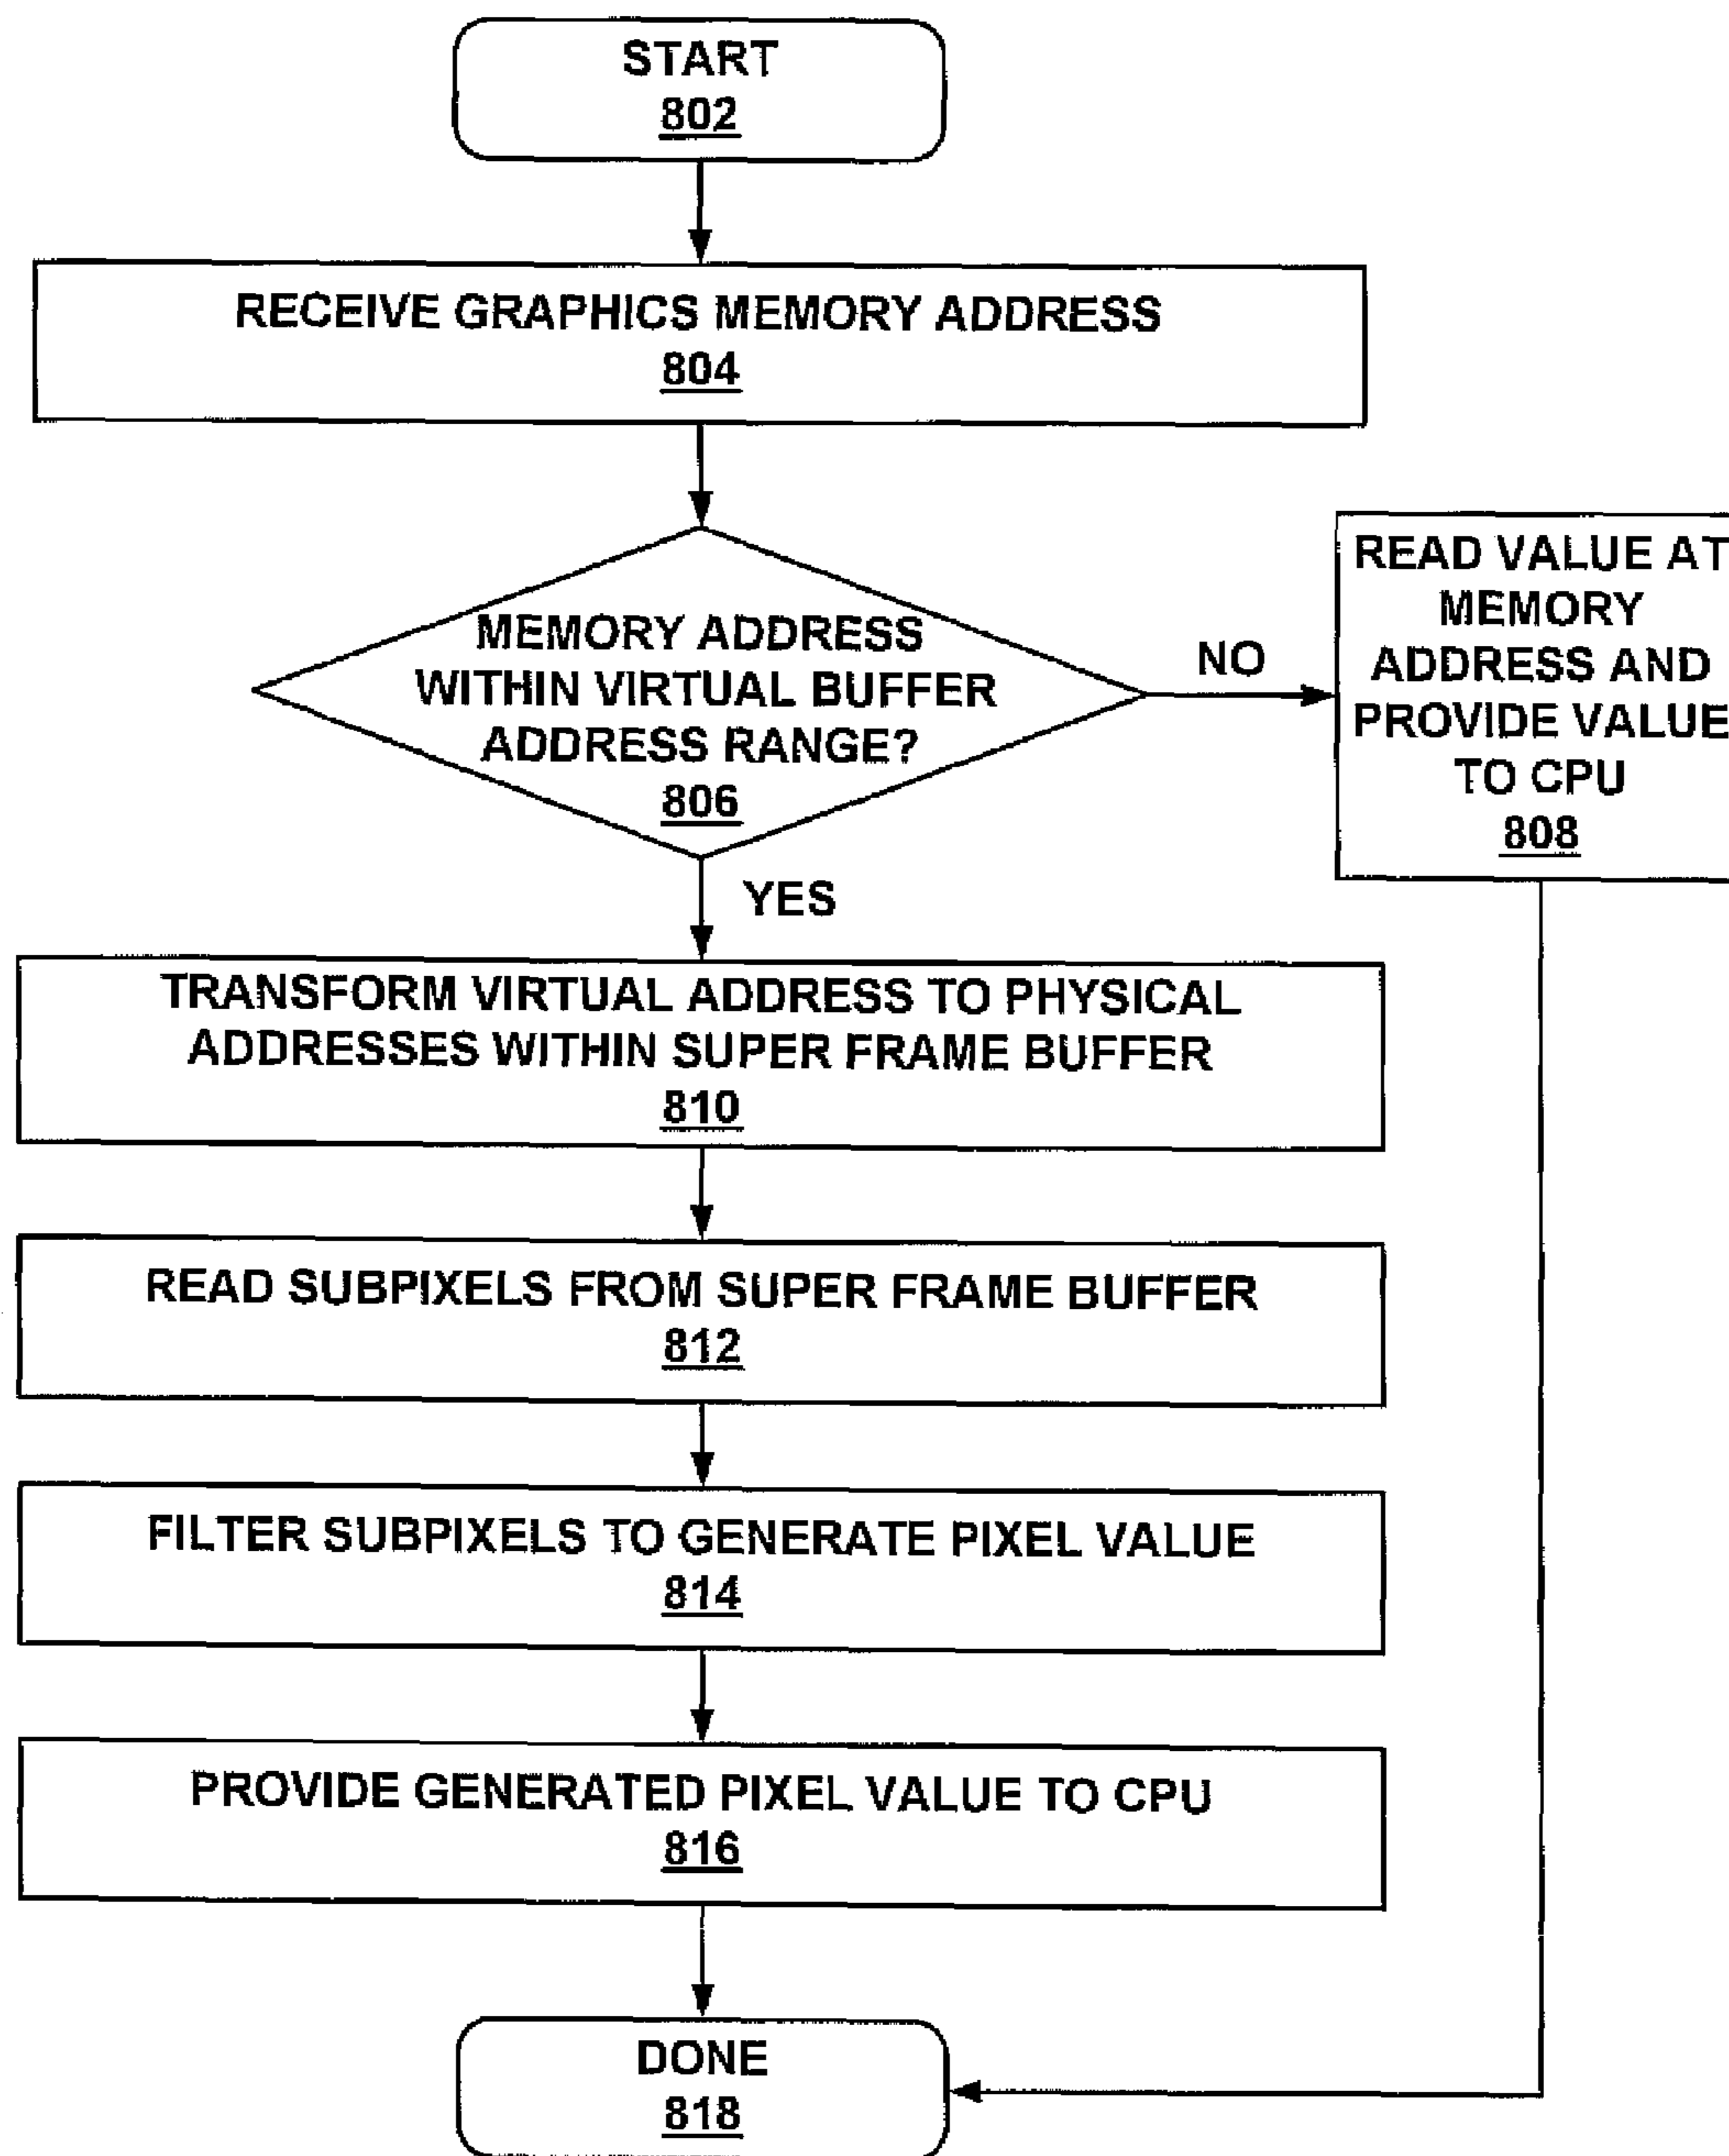 START
802
RECEIVE GRAPHICS MEMORY ADDRESS
804
MEMORY ADDRESS
WITHIN VIRTUAL BUFFER
ADDRESS RANGE?
806
NO
READ VALUE AT
MEMORY
ADDRESS AND
PROVIDE VALUE
TO CPU
808
YES
TRANSFORM VIRTUAL ADDRESS TO PHYSICAL
ADDRESSES WITHIN SUPER FRAME BUFFER
810
READ SUBPIXELS FROM SUPER FRAME BUFFER
812
FILTER SUBPIXELS TO GENERATE PIXEL VALUE
814
PROVIDE GENERATED PIXEL VALUE TO CPU
816
DONE
818